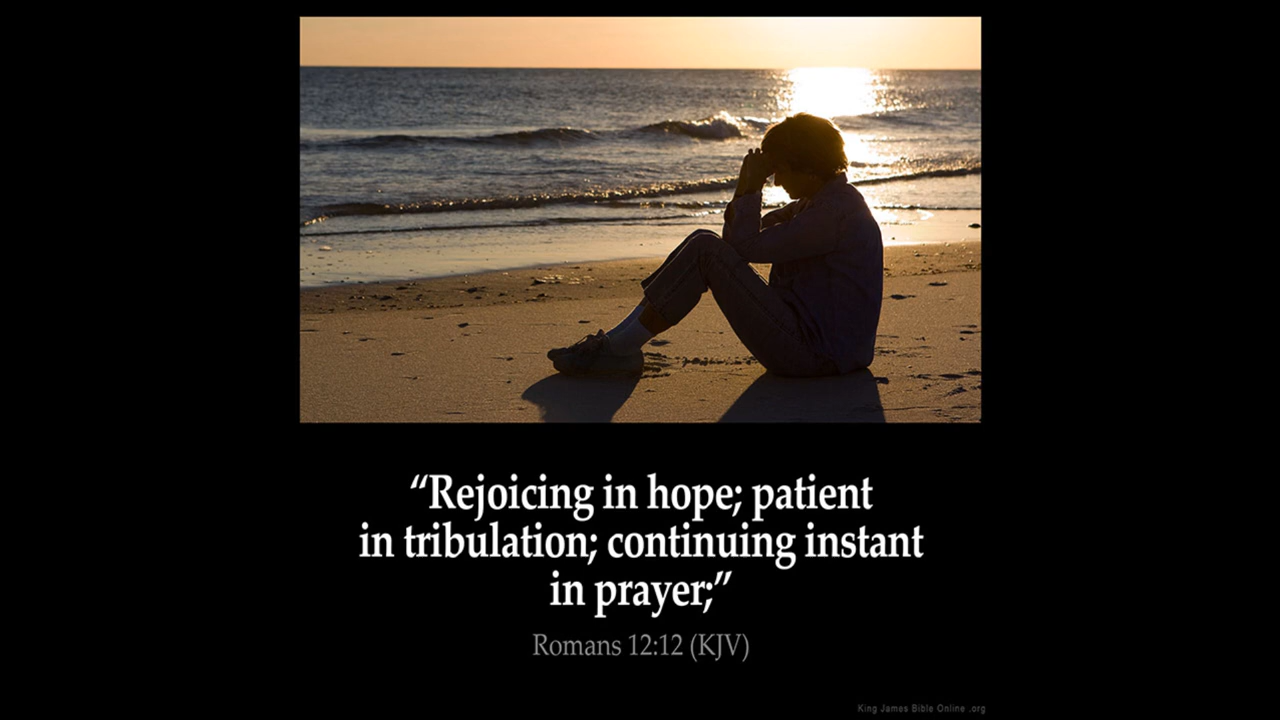 “Rejoicing in hope; patient
in tribulation; continuing instant
in prayer;”
Romans 12:12 (KJV)
King James Bible Online .org